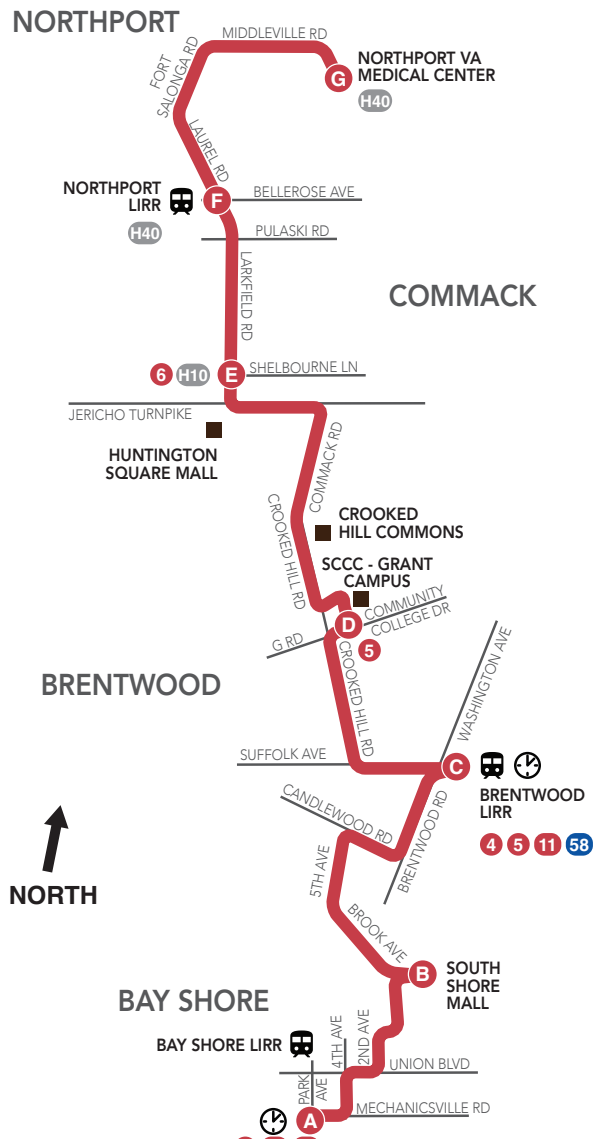 NORTHPORT
MIDDLEVILLE RD
FORT
SALONGA RD
G
NORTHPORT VA
MEDICAL CENTER
H40
LAUREL RD
NORTHPORT
LIRR
F
BELLEROSE AVE
H40
PULASKI RD
LARKFIELD RD
COMMACK
6 H10 E SHELBOURNE LN
JERICHO TURNPIKE
HUNTINGTON
SQUARE MALL
COMMACK RD
CROOKED HILL RD
CROOKED
HILL COMMONS
SCCC - GRANT
CAMPUS
COMMUNITY
COLLEGE DR
D
G RD
5
CROOKED HILL RD
BRENTWOOD
WASHINGTON AVE
SUFFOLK AVE
C
BRENTWOOD
LIRR
4 5 11 58
CANDLEWOOD RD
BRENTWOOD RD
NORTH
5TH AVE
BROOK AVE
B
SOUTH
SHORE
MALL
BAY SHORE
4TH AVE
2ND AVE
BAY SHORE LIRR
UNION BLVD
PARK
AVE
A
MECHANICSVILLE RD